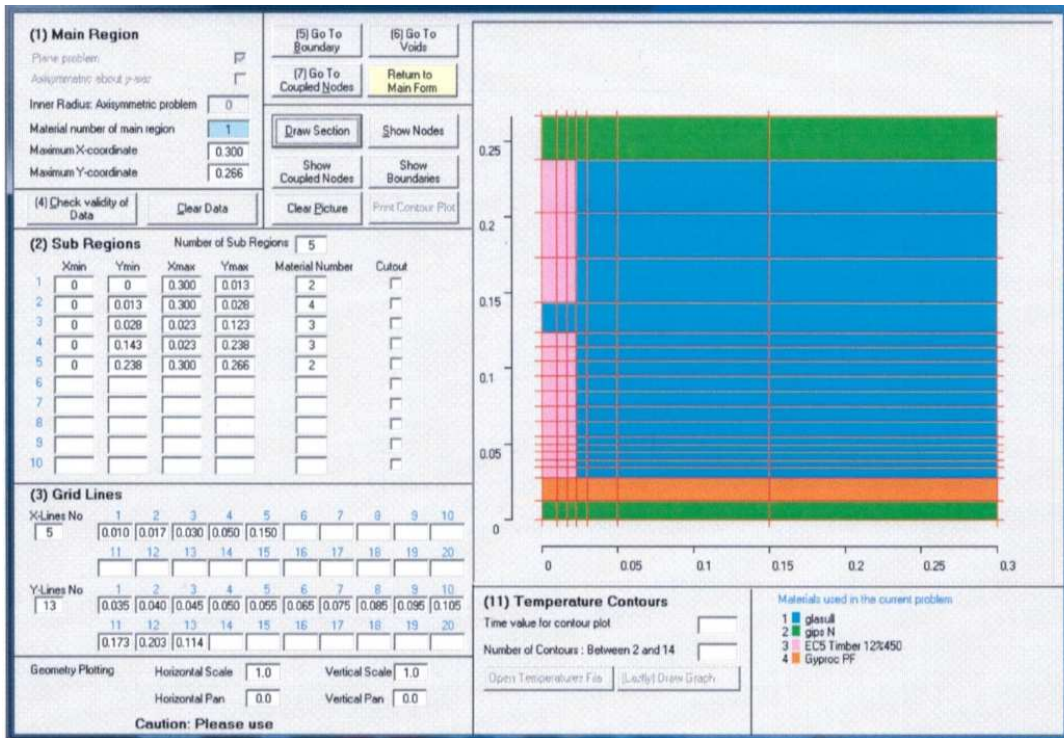 (1) Main Region
Plane problem
Axisymmetric about y-axis
Inner Radius: Axisymmetric problem 0
Material number of main region 1
Maximum X-coordinate 0.300
Maximum Y-coordinate 0.266
(4) Check validity of Data
Clear Data
(5) Go To Boundary
(6) Go To Voids
(7) Go To Coupled Nodes
Return to Main Form
Draw Section
Show Nodes
Show Coupled Nodes
Show Boundaries
Clear Picture
Print Contour Plot
(2) Sub Regions Number of Sub Regions 5
Xmin Ymin Xmax Ymax Material Number Cutout
1 0 0 0.300 0.013 2
2 0 0.013 0.300 0.028 4
3 0 0.028 0.023 0.123 3
4 0 0.143 0.023 0.238 3
5 0 0.238 0.300 0.266 2
6
7
8
9
10
(3) Grid Lines
X-Lines No 1 2 3 4 5 6 7 8 9 10
5 0.010 0.017 0.030 0.050 0.150
11 12 13 14 15 16 17 18 19 20
Y-Lines No 1 2 3 4 5 6 7 8 9 10
13 0.035 0.040 0.045 0.050 0.055 0.065 0.075 0.085 0.095 0.105
11 12 13 14 15 16 17 18 19 20
0.173 0.203 0.114
Geometry Plotting Horizontal Scale 1.0 Vertical Scale 1.0
Horizontal Pan 0.0 Vertical Pan 0.0
Caution: Please use
0.25
0.2
0.15
0.1
0.05
0
0 0.05 0.1 0.15 0.2 0.25 0.3
(11) Temperature Contours
Time value for contour plot
Number of Contours : Between 2 and 14
Open Temperatures File
(Lastly) Draw Graph
Materials used in the current problem
1 glasull
2 gips N
3 EC5 Timber 12%450
4 Gyproc PF